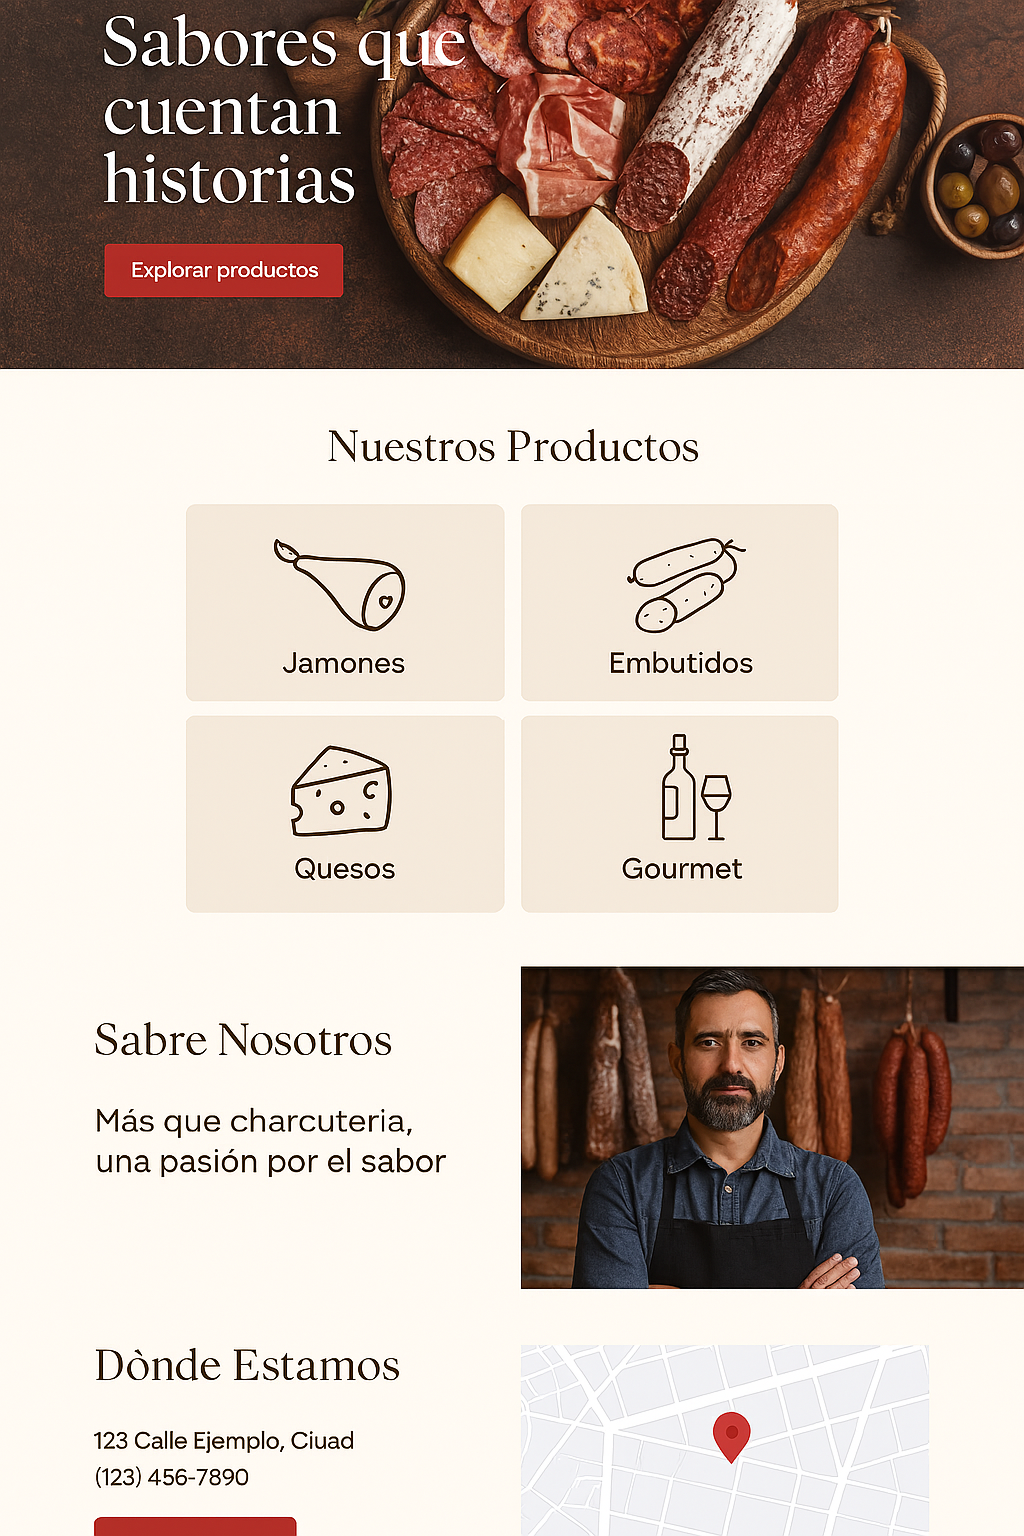 Sabores que
cuentan
historias
Explorar productos
Nuestros Productos
Jamones
Embutidos
Quesos
Gourmet
Sabre Nosotros
Más que charcuteria,
una pasión por el sabor
Dònde Estamos
123 Calle Ejemplo, Ciuad
(123) 456-7890